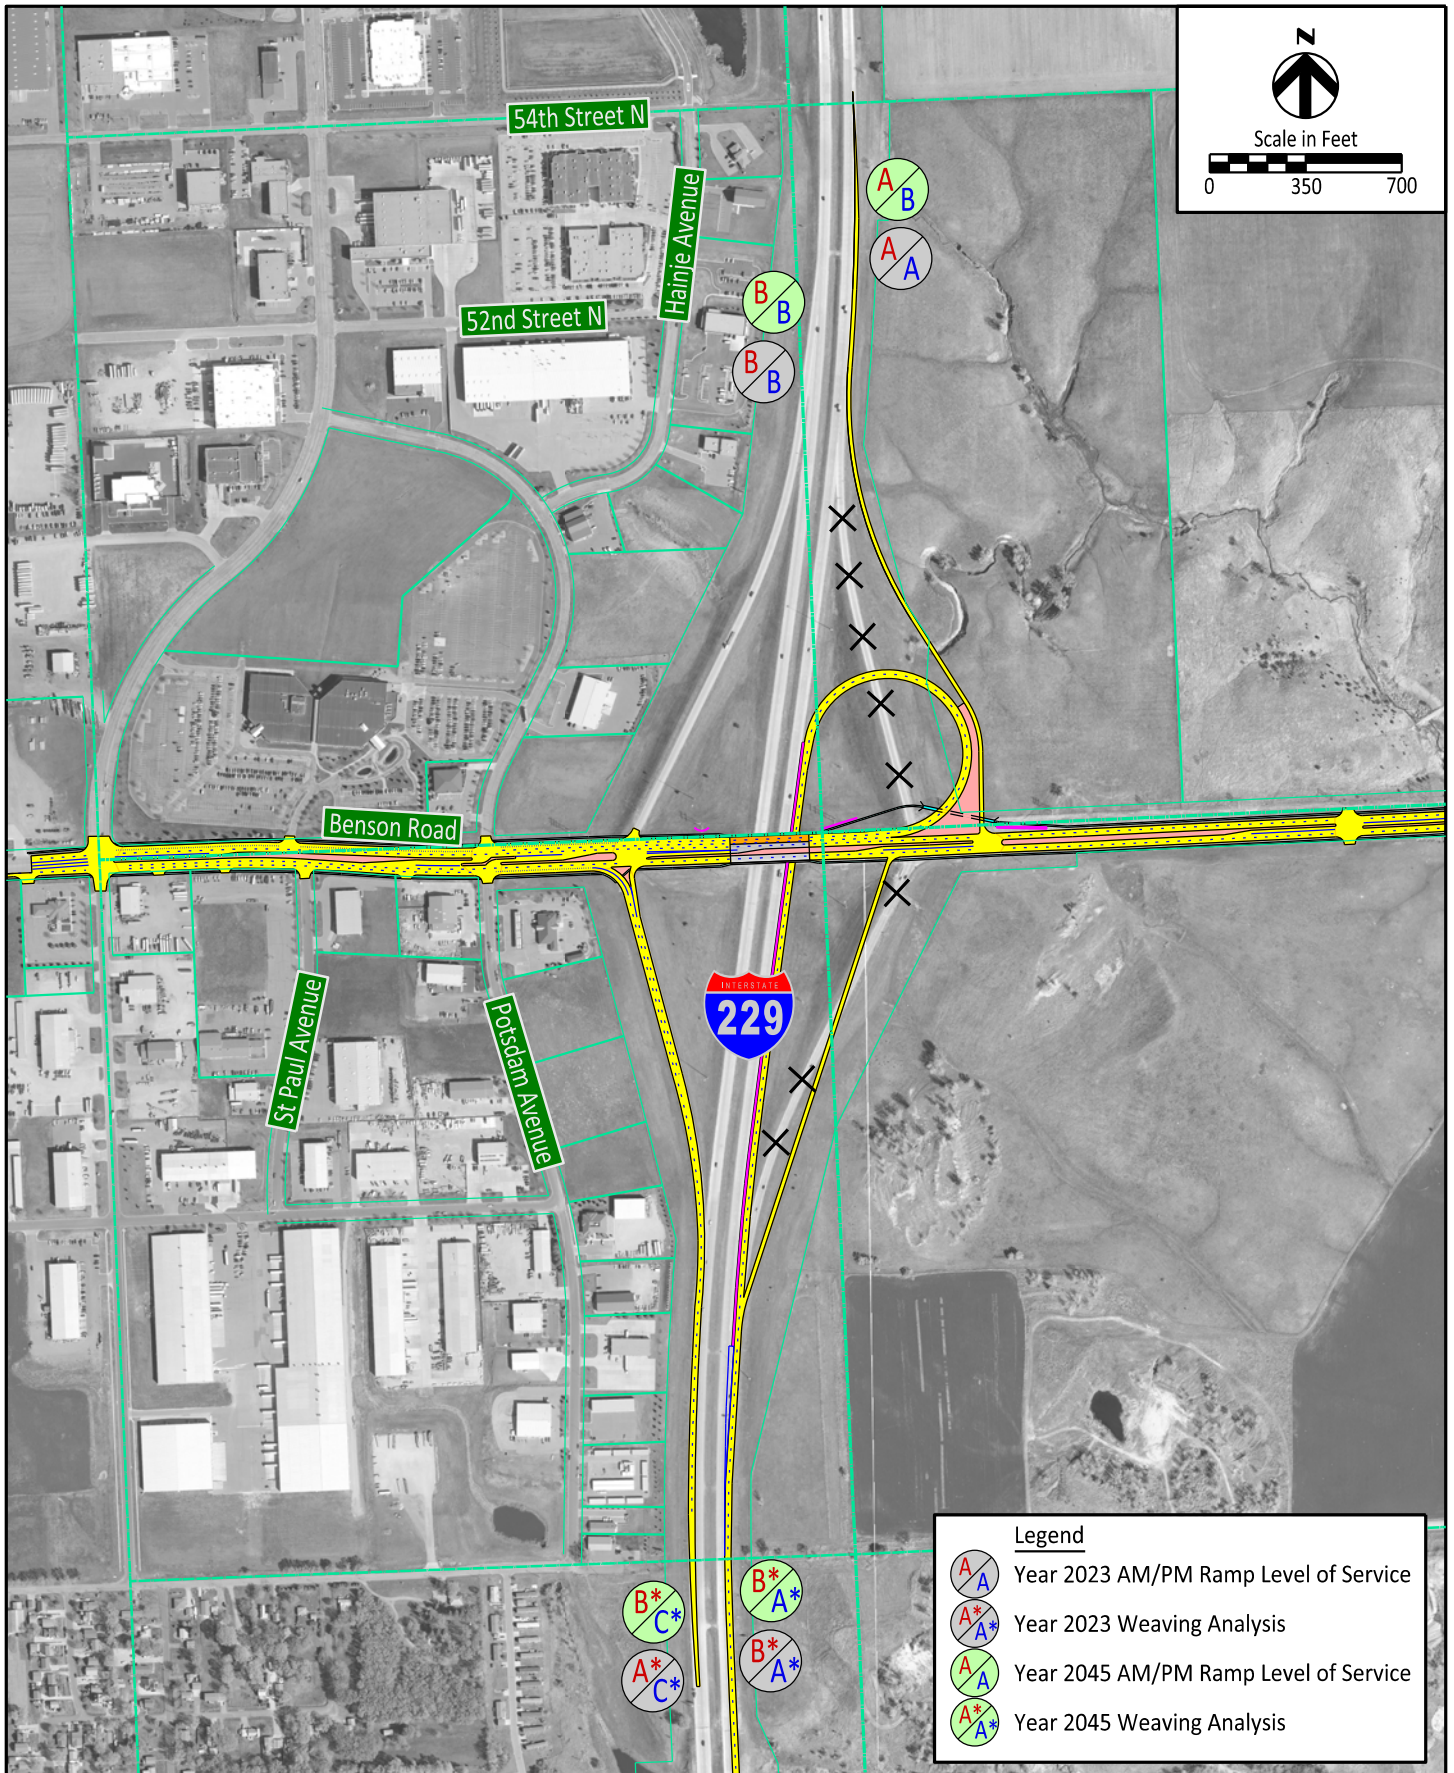 N
Scale in Feet
0 350 700
54th Street N
Hainje Avenue
A
B
A
A
B
B
B
B
52nd Street N
Benson Road
St Paul Avenue
Potsdam Avenue
INTERSTATE
229
B*
C*
A*
C*
B*
A*
B*
A*
Legend
A
A
Year 2023 AM/PM Ramp Level of Service
A*
A*
Year 2023 Weaving Analysis
A
A
Year 2045 AM/PM Ramp Level of Service
A*
A*
Year 2045 Weaving Analysis